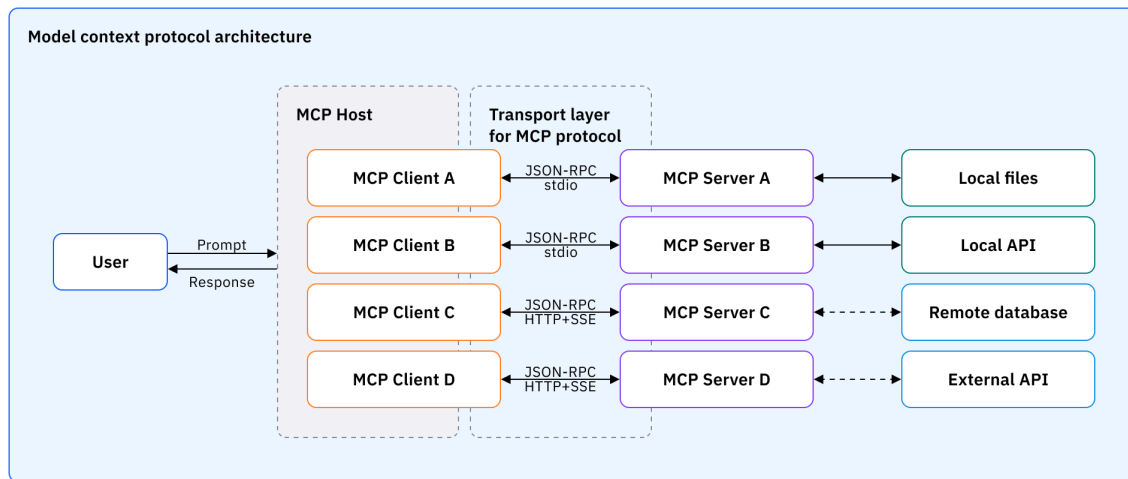 Model context protocol architecture
MCP Host
Transport layer
for MCP protocol
MCP Client A
JSON-RPC
stdio
MCP Server A
Local files
MCP Client B
JSON-RPC
stdio
MCP Server B
Local API
User
Prompt
Response
MCP Client C
JSON-RPC
HTTP+SSE
MCP Server C
Remote database
MCP Client D
JSON-RPC
HTTP+SSE
MCP Server D
External API